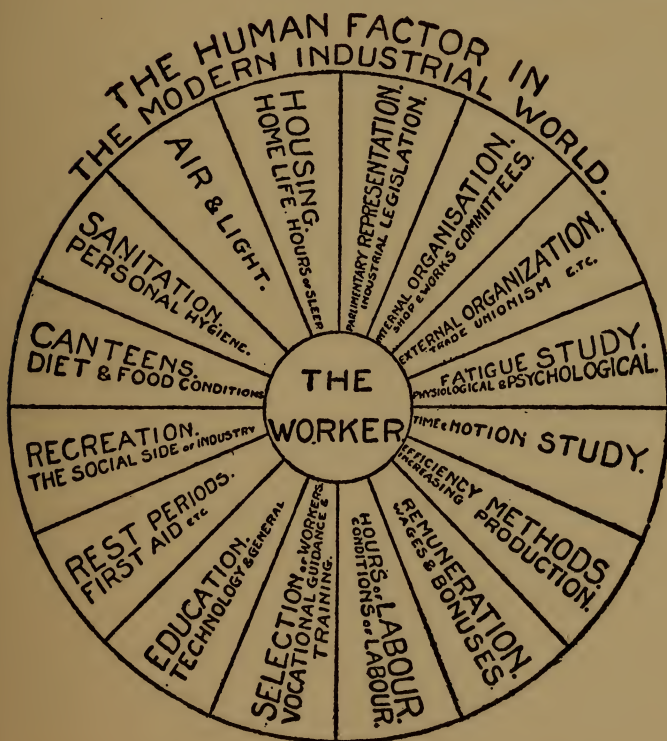 THE HUMAN FACTOR IN
THE MODERN INDUSTRIAL WORLD.
THE
WORKER.
PARLIMENTARY REPRESENTATION.
INDUSTRIAL LEGISLATION.
INTERNAL ORGANISATION.
SHOP & WORKS COMMITTEES.
EXTERNAL ORGANIZATION.
TRADE UNIONISM ETC.
FATIGUE STUDY.
PHYSIOLOGICAL & PSYCHOLOGICAL.
TIME & MOTION STUDY.
EFFICIENCY METHODS.
INCREASING PRODUCTION.
REMUNERATION.
WAGES & BONUSES.
HOURS OF LABOUR.
CONDITIONS OF LABOUR.
SELECTION OF WORKERS.
VOCATIONAL GUIDANCE &
TRAINING.
EDUCATION.
TECHNOLOGY & GENERAL
REST PERIODS.
FIRST AID ETC
RECREATION.
THE SOCIAL SIDE OF INDUSTRY
CANTEENS.
DIET & FOOD CONDITIONS
SANITATION.
PERSONAL HYGIENE.
AIR & LIGHT.
HOUSING.
HOME LIFE. HOURS OF SLEEP